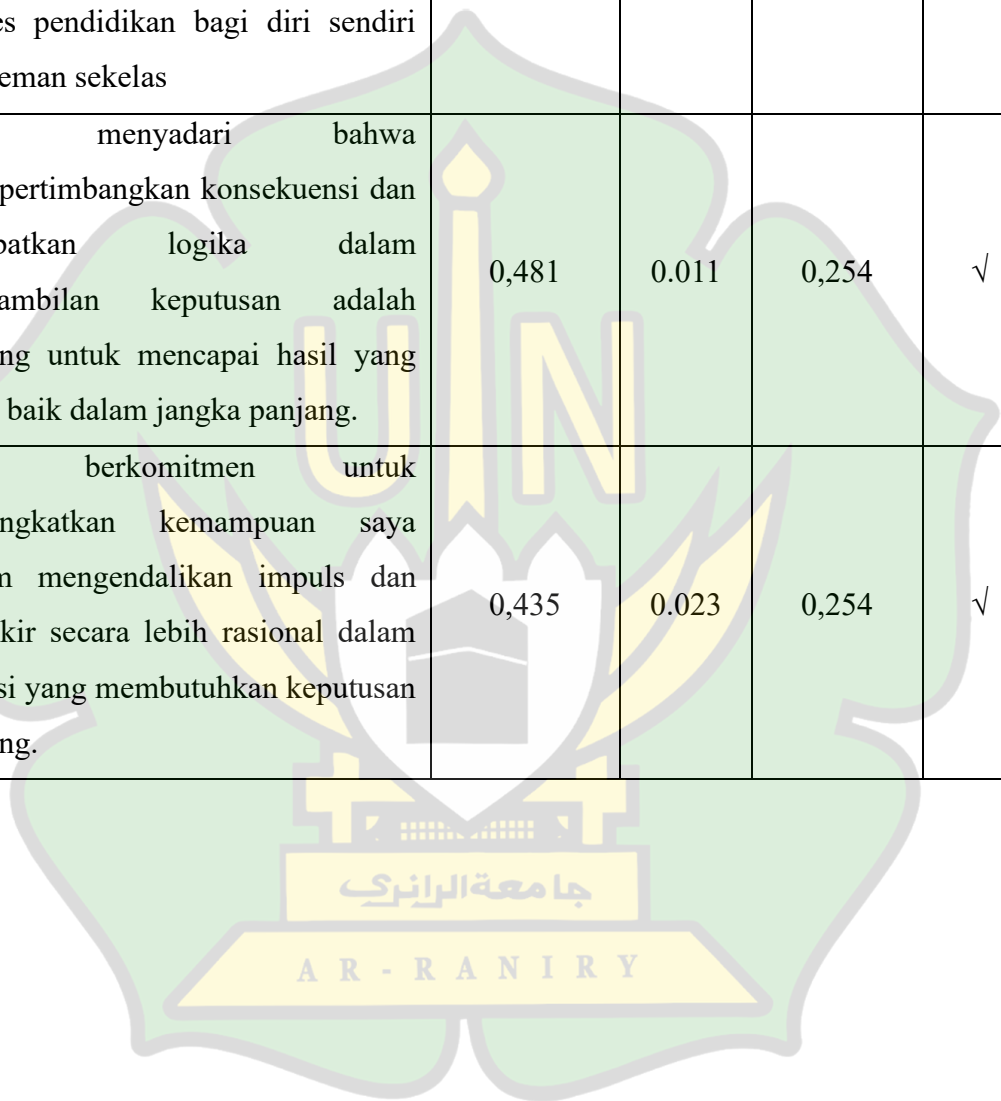 es pendidikan bagi diri sendiri
eman sekelas
menyadari bahwa
pertimbangkan konsekuensi dan
batkan logika dalam
ambilan keputusan adalah
ng untuk mencapai hasil yang
baik dalam jangka panjang.
0,481 0.011 0,254 √
berkomitmen untuk
ngkatkan kemampuan saya
m mengendalikan impuls dan
kir secara lebih rasional dalam
si yang membutuhkan keputusan
ng.
0,435 0.023 0,254 √
UIN
جامعةالرانري
AR-RANIRY